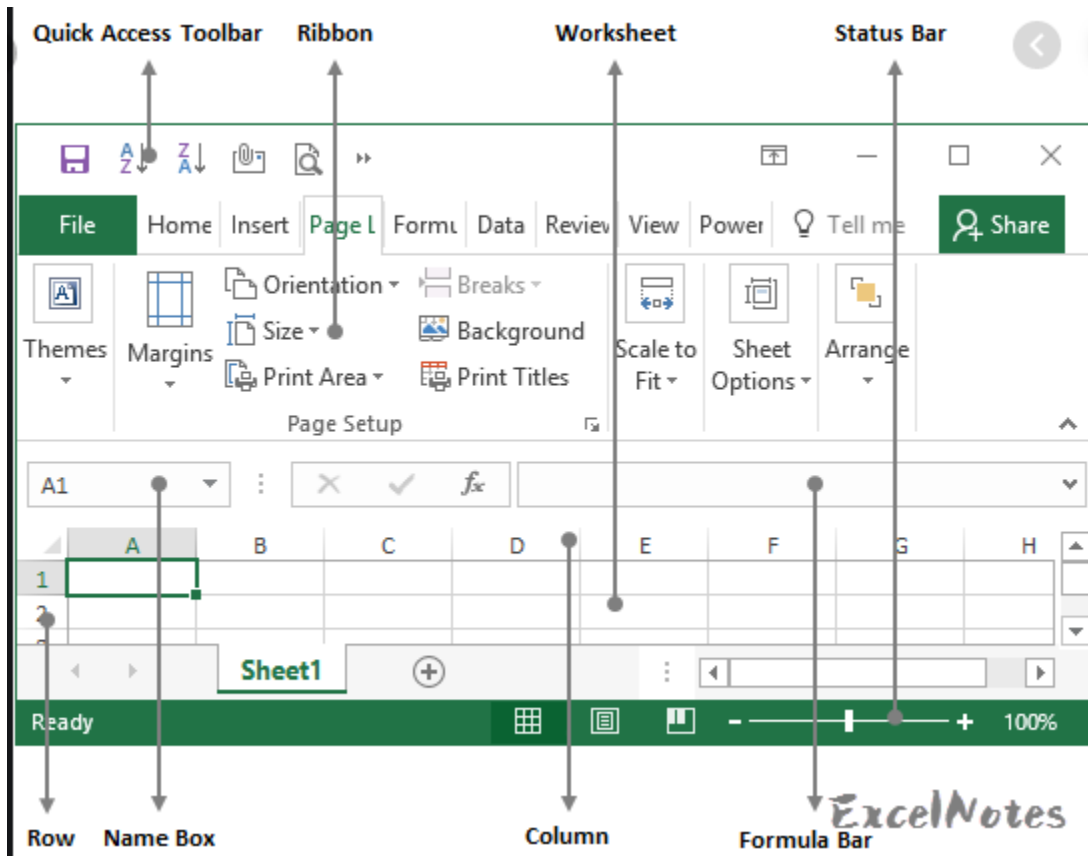 Quick Access Toolbar Ribbon Worksheet Status Bar
File Home Insert Page L Formu Data Review View Power Tell me Share
Orientation Breaks
Size Background
Themes Margins Scale to Fit Sheet Options Arrange
Print Area Print Titles
Page Setup
A1 fx
A B C D E F G H
1
2
Sheet1
Ready 100%
ExcelNotes
Row Name Box Column Formula Bar